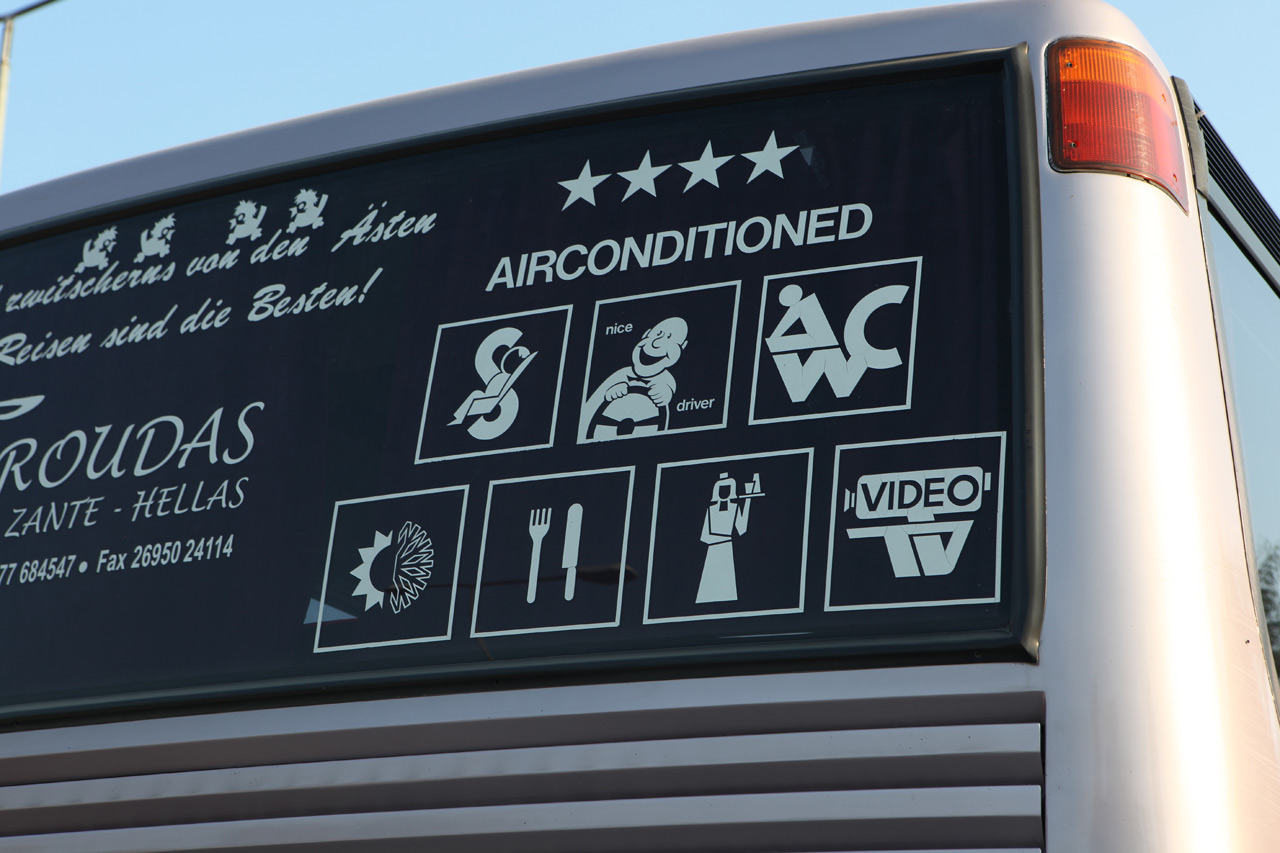 zwitscherns von den Ästen
Reisen sind die Besten!
ROUDAS
ZANTE - HELLAS
77 684547 • Fax 26950 24114
AIRCONDITIONED
S
nice
driver
AWC
VIDEO
TV